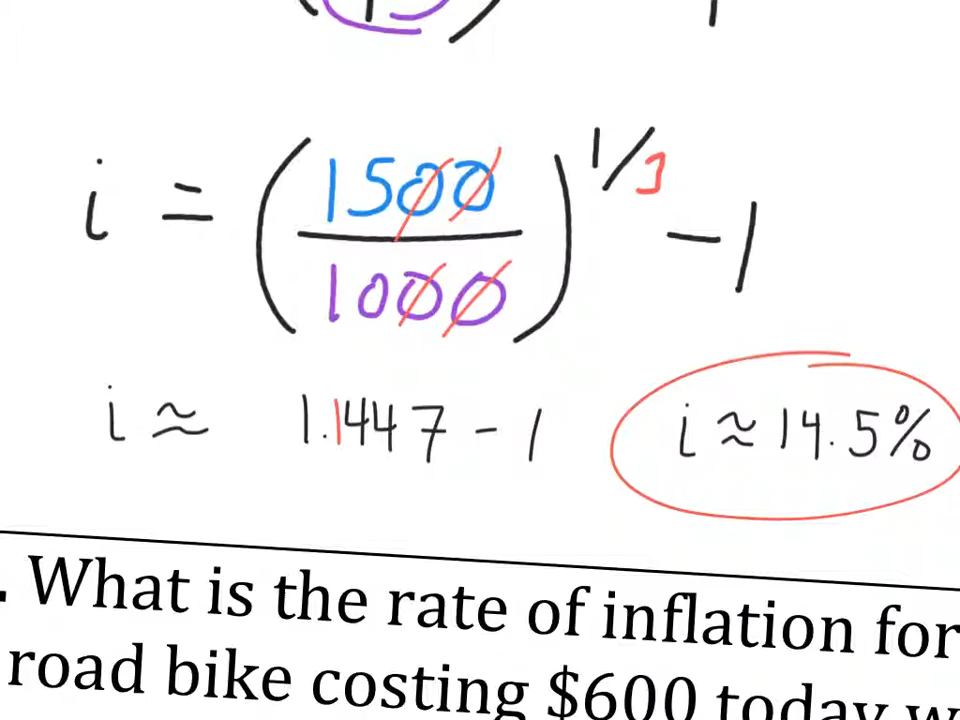 i = (1500/1000)^1/3 - 1
i ≈ 1.1447 - 1 i ≈ 14.5%
. What is the rate of inflation for
road bike costing $600 today w